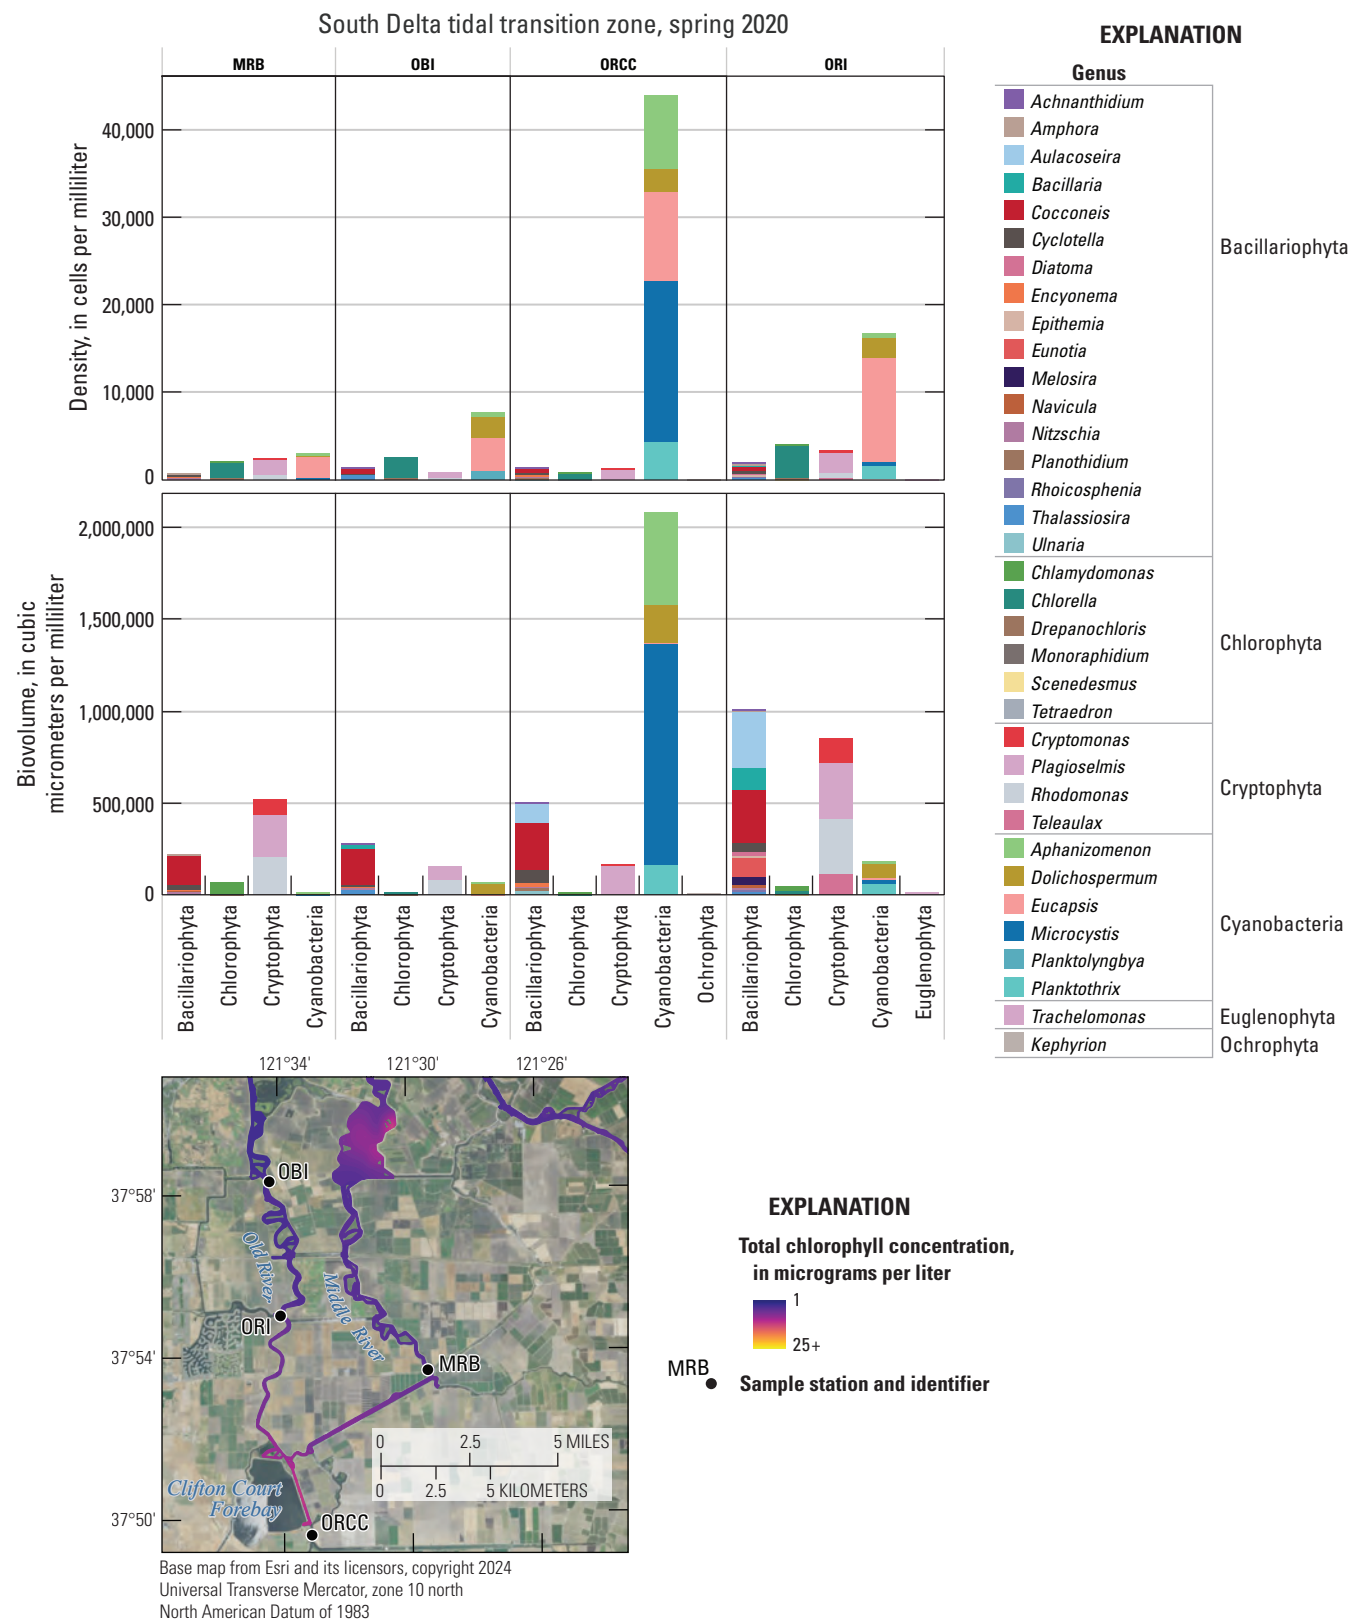 South Delta tidal transition zone, spring 2020
MRB
OBI
ORCC
ORI
Density, in cells per milliliter
40,000
30,000
20,000
10,000
0
Biovolume, in cubic
micrometers per milliliter
2,000,000
1,500,000
1,000,000
500,000
0
Bacillariophyta
Chlorophyta
Cryptophyta
Cyanobacteria
Bacillariophyta
Chlorophyta
Cryptophyta
Cyanobacteria
Bacillariophyta
Chlorophyta
Cryptophyta
Cyanobacteria
Ochrophyta
Bacillariophyta
Chlorophyta
Cryptophyta
Cyanobacteria
Euglenophyta
EXPLANATION
Genus
Achnanthidium
Amphora
Aulacoseira
Bacillaria
Cocconeis
Cyclotella
Diatoma
Encyonema
Epithemia
Eunotia
Melosira
Navicula
Nitzschia
Planothidium
Rhoicosphenia
Thalassiosira
Ulnaria
Bacillariophyta
Chlamydomonas
Chlorella
Drepanochloris
Monoraphidium
Scenedesmus
Tetraedron
Chlorophyta
Cryptomonas
Plagioselmis
Rhodomonas
Teleaulax
Cryptophyta
Aphanizomenon
Dolichospermum
Eucapsis
Microcystis
Planktolyngbya
Planktothrix
Cyanobacteria
Trachelomonas
Euglenophyta
Kephyrion
Ochrophyta
121°34'
121°30'
121°26'
37°58'
37°54'
37°50'
OBI
Old River
ORI
Middle River
MRB
Clifton Court
Forebay
ORCC
0 2.5 5 MILES
0 2.5 5 KILOMETERS
EXPLANATION
Total chlorophyll concentration,
in micrograms per liter
1
25+
MRB
Sample station and identifier
Base map from Esri and its licensors, copyright 2024
Universal Transverse Mercator, zone 10 north
North American Datum of 1983